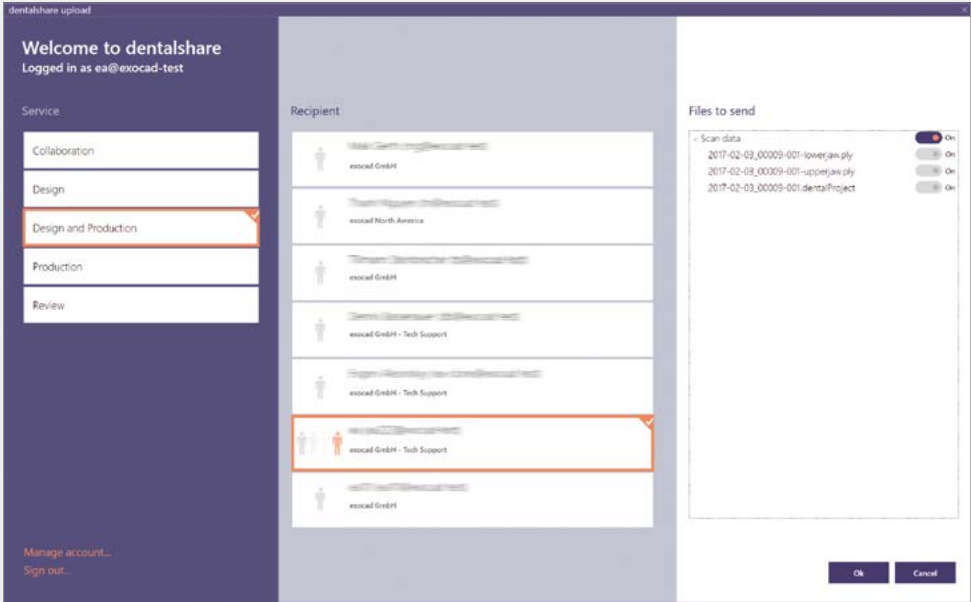 dentalshare upload
Welcome to dentalshare
Logged in as ea@exocad-test
Service
Collaboration
Design
Design and Production
Production
Review
Manage account...
Sign out...
Recipient
exocad GmbH
exocad North America
exocad GmbH
exocad GmbH - Tech Support
exocad GmbH - Tech Support
exocad GmbH - Tech Support
exocad GmbH
Files to send
Scan data On
2017-02-03_00009-001-lowerjaw.ply On
2017-02-03_00009-001-upperjaw.ply On
2017-02-03_00009-001.dentalProject On
Ok Cancel